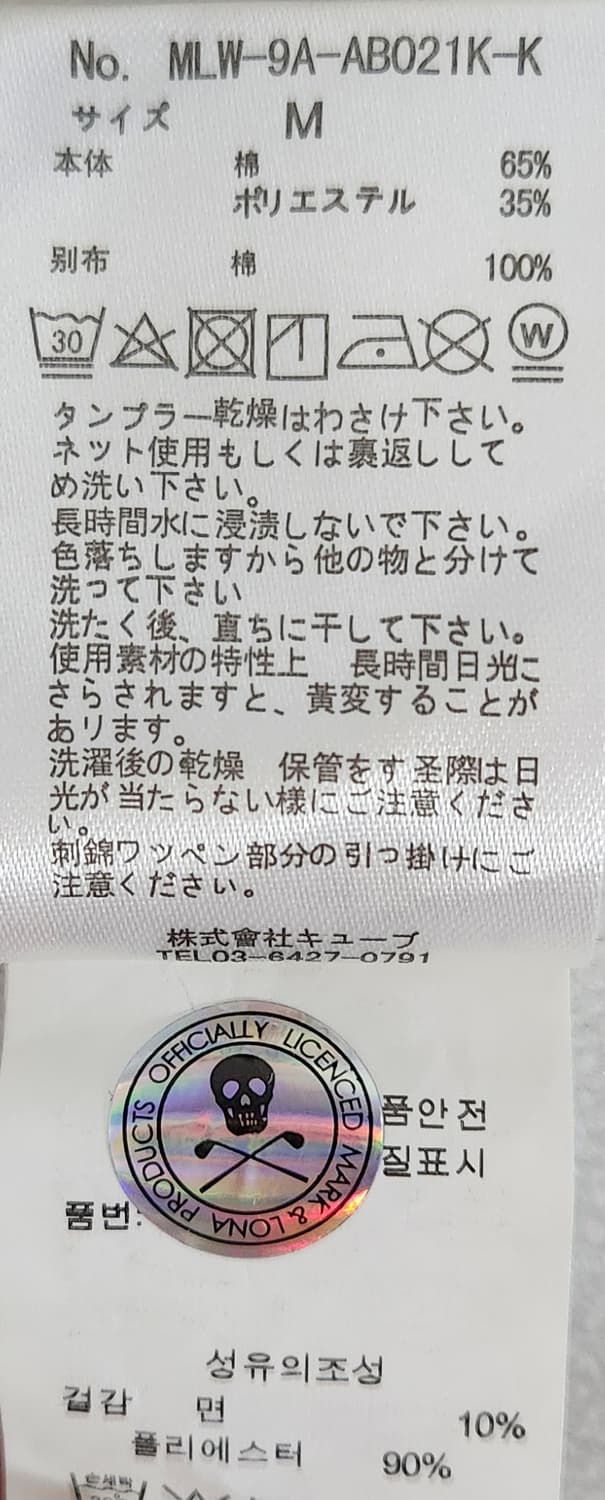 No. MLW-9A-AB021K-K
サイズ M
本体 棉 65%
ポリエステル 35%
別布 棉 100%
30 W
タンプラー乾燥はわさけ下さい。
ネット使用もしくは裹返しして
め洗い下さい。
長時間水に浸漬しないで下さい。
色落ちしますから他の物と分けて
洗って下さい
洗たく後、直ちに干して下さい。
使用素材の特性上 長時間日光に
さらされますと、黄変することが
あリます。
洗濯後の乾燥 保管をす圣際は日
光が当たらない様にご注意くださ
い。
刺錦ワッペン部分の引っ掛けにご
注意ください。
株式會社キューブ
TEL03-6427-0791
OFFICIALLY LICENCED MARK & LONA PRODUCTS
품안전
질표시
품번:
성유의조성
겉감 면 10%
폴리에스터 90%
손세탁